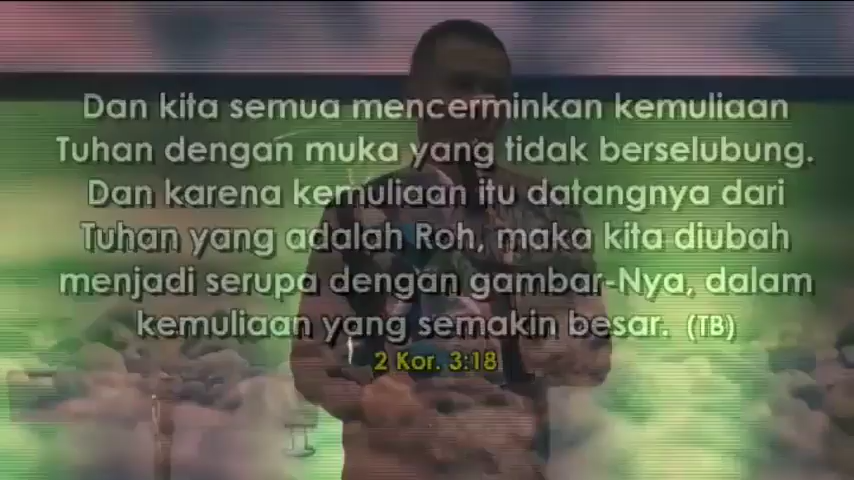 Dan kita semua mencerminkan kemuliaan
Tuhan dengan muka yang tidak berselubung.
Dan karena kemuliaan itu datangnya dari
Tuhan yang adalah Roh, maka kita diubah
menjadi serupa dengan gambar-Nya, dalam
kemuliaan yang semakin besar. (TB)
2 Kor. 3:18